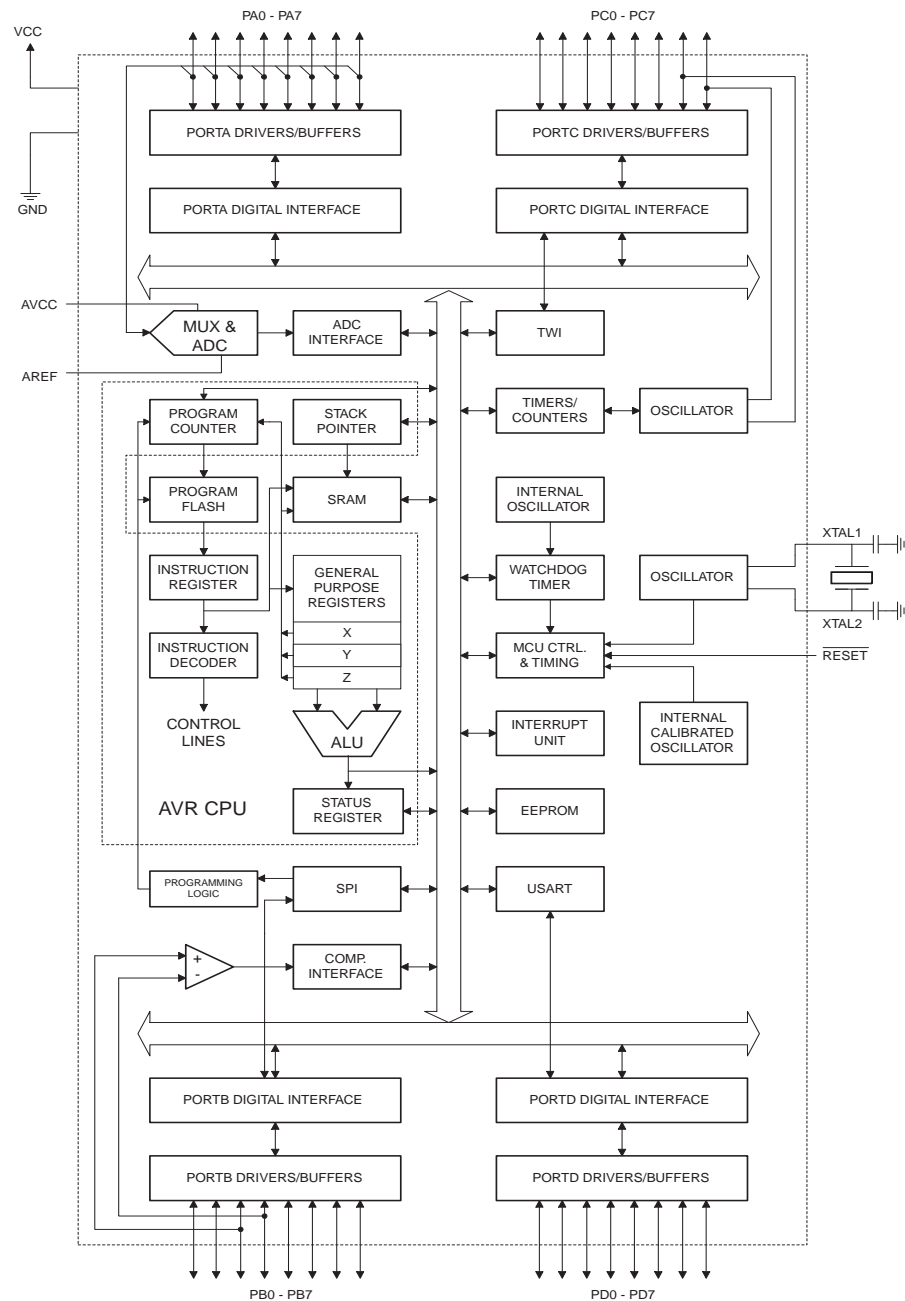 PA0 - PA7
PC0 - PC7
VCC
PORTA DRIVERS/BUFFERS
PORTC DRIVERS/BUFFERS
PORTA DIGITAL INTERFACE
PORTC DIGITAL INTERFACE
GND
AVCC
MUX &
ADC
ADC
INTERFACE
TWI
AREF
PROGRAM
COUNTER
STACK
POINTER
TIMERS/
COUNTERS
OSCILLATOR
PROGRAM
FLASH
SRAM
INTERNAL
OSCILLATOR
XTAL1
INSTRUCTION
REGISTER
GENERAL
PURPOSE
REGISTERS
WATCHDOG
TIMER
OSCILLATOR
XTAL2
X
Y
Z
INSTRUCTION
DECODER
MCU CTRL.
& TIMING
RESET
CONTROL
LINES
ALU
INTERRUPT
UNIT
INTERNAL
CALIBRATED
OSCILLATOR
AVR CPU
STATUS
REGISTER
EEPROM
PROGRAMMING
LOGIC
SPI
USART
+
-
COMP.
INTERFACE
PORTB DIGITAL INTERFACE
PORTD DIGITAL INTERFACE
PORTB DRIVERS/BUFFERS
PORTD DRIVERS/BUFFERS
PB0 - PB7
PD0 - PD7